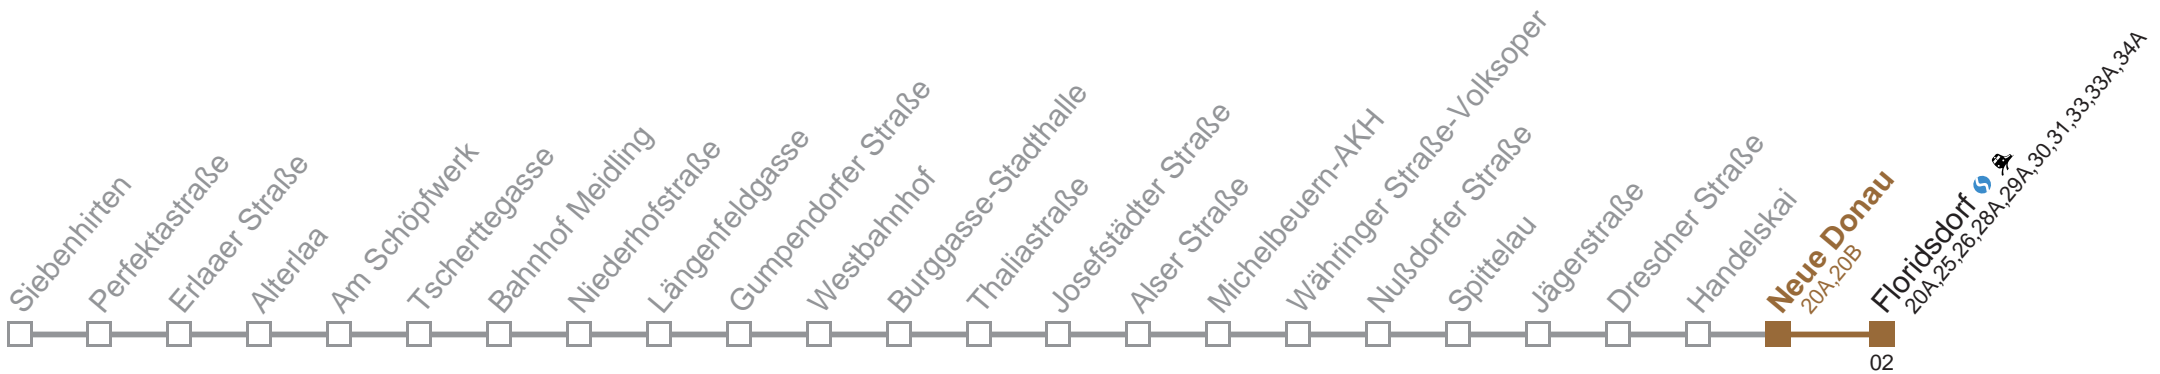 Siebenhirten
Perfektastraße
Erlaaer Straße
Alterlaa
Am Schöpfwerk
Tscherttegasse
Bahnhof Meidling
Niederhofstraße
Längenfeldgasse
Gumpendorfer Straße
Westbahnhof
Burggasse-Stadthalle
Thaliastraße
Josefstädter Straße
Alser Straße
Michelbeuern-AKH
Währinger Straße-Volksoper
Nußdorfer Straße
Spittelau
Jägerstraße
Dresdner Straße
Handelskai
Neue Donau
20A,20B
Floridsdorf
20A,25,26,28A,29A,30,31,33,33A,34A
02